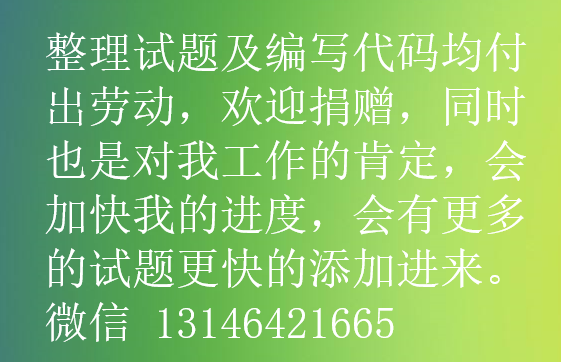 整理试题及编写代码均付
出劳动，欢迎捐赠，同时
也是对我工作的肯定，会
加快我的进度，会有更多
的试题更快的添加进来。
微信 13146421665